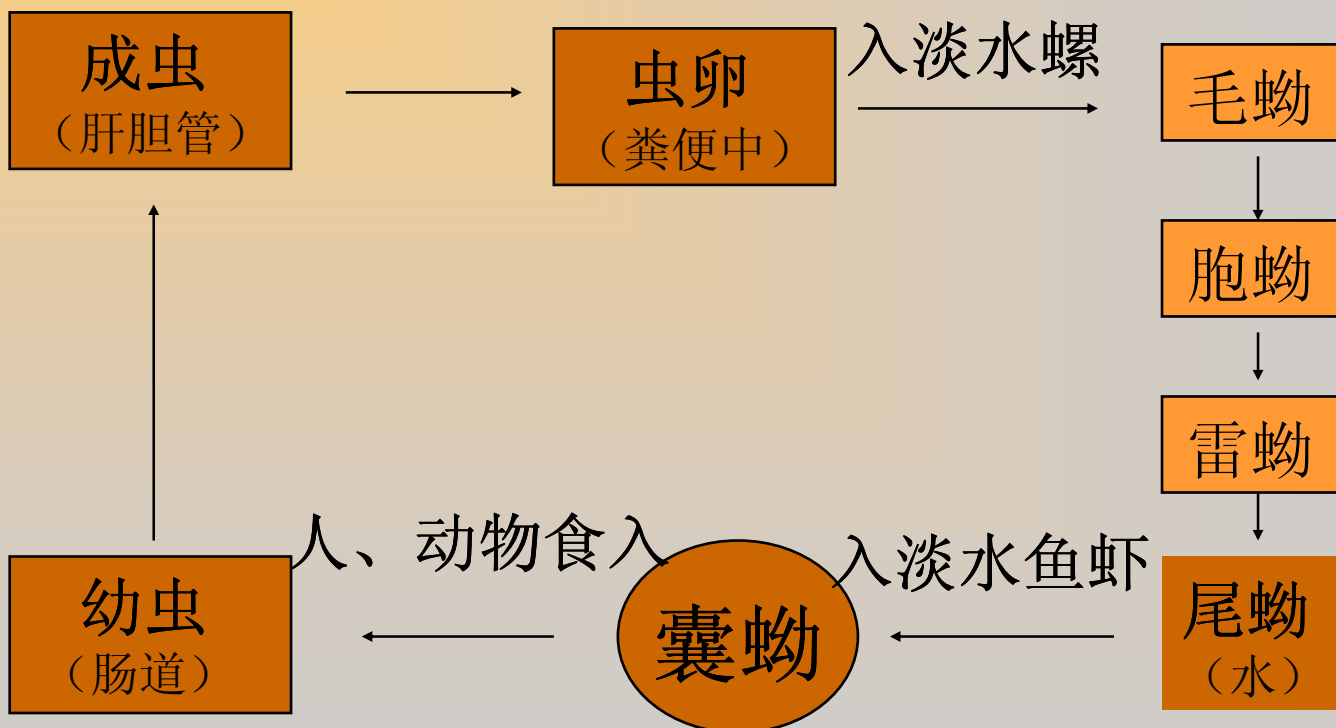 成虫
（肝胆管）
虫卵
（粪便中）
入淡水螺
毛蚴
胞蚴
雷蚴
尾蚴
（水）
入淡水鱼虾
囊蚴
人、动物食入
幼虫
（肠道）